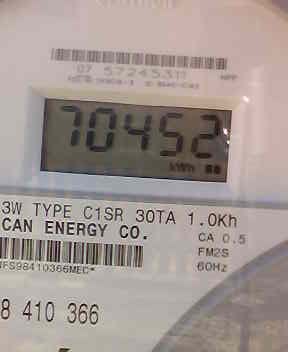 07 57245311
70452
kWh
3W TYPE C1SR 30TA 1.0Kh
CAN ENERGY CO.
CA 0.5
FM2S
NFS98410366MEC*
60Hz
8 410 366